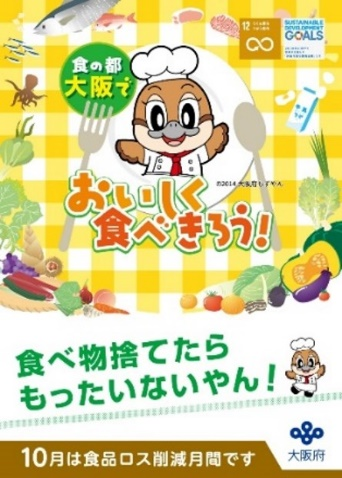 12
SUSTAINABLE
DEVELOPMENT
GOALS
食の都
大阪で
©2014 大阪府もずやん
おいしく
食べきろう！
食べ物捨てたら
もったいないやん！
10月は食品ロス削減月間です
大阪府